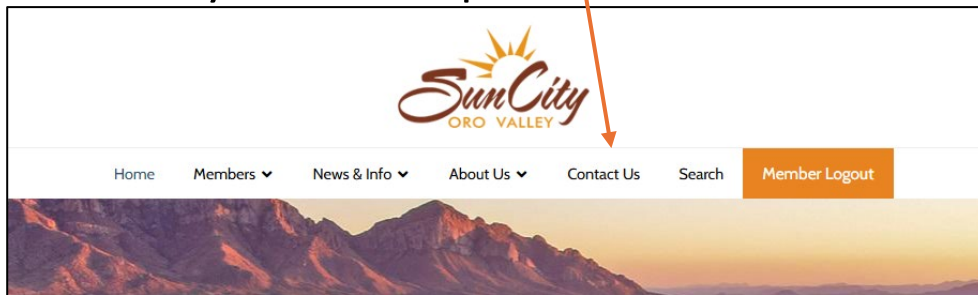 Sun City
ORO VALLEY
Home Members News & Info About Us Contact Us Search Member Logout